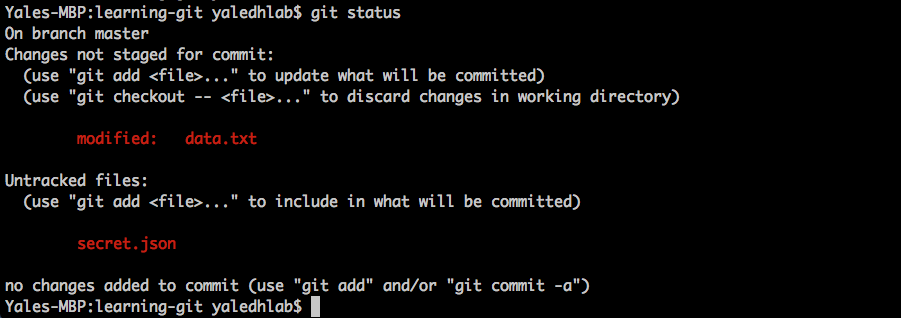 Yales-MBP:learning-git yaledhlab$ git status
On branch master
Changes not staged for commit:
  (use "git add <file>..." to update what will be committed)
  (use "git checkout -- <file>..." to discard changes in working directory)

        modified:   data.txt

Untracked files:
  (use "git add <file>..." to include in what will be committed)

        secret.json

no changes added to commit (use "git add" and/or "git commit -a")
Yales-MBP:learning-git yaledhlab$